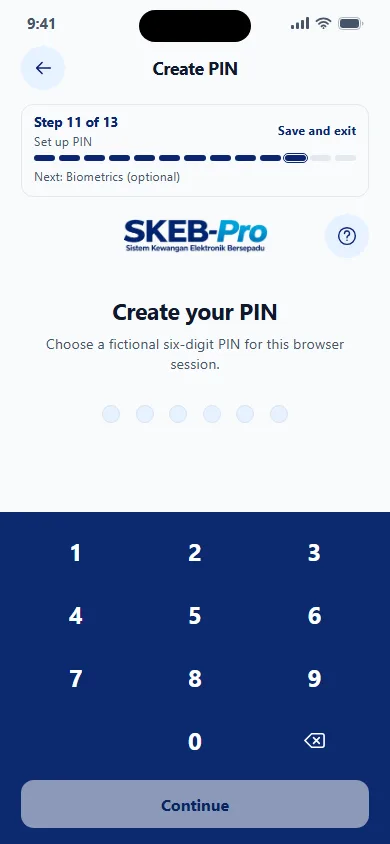 9:41
Create PIN
Step 11 of 13
Save and exit
Set up PIN
Next: Biometrics (optional)
SKEB-Pro
Sistem Kewangan Elektronik Bersepadu
Create your PIN
Choose a fictional six-digit PIN for this browser
session.
1 2 3
4 5 6
7 8 9
0
Continue